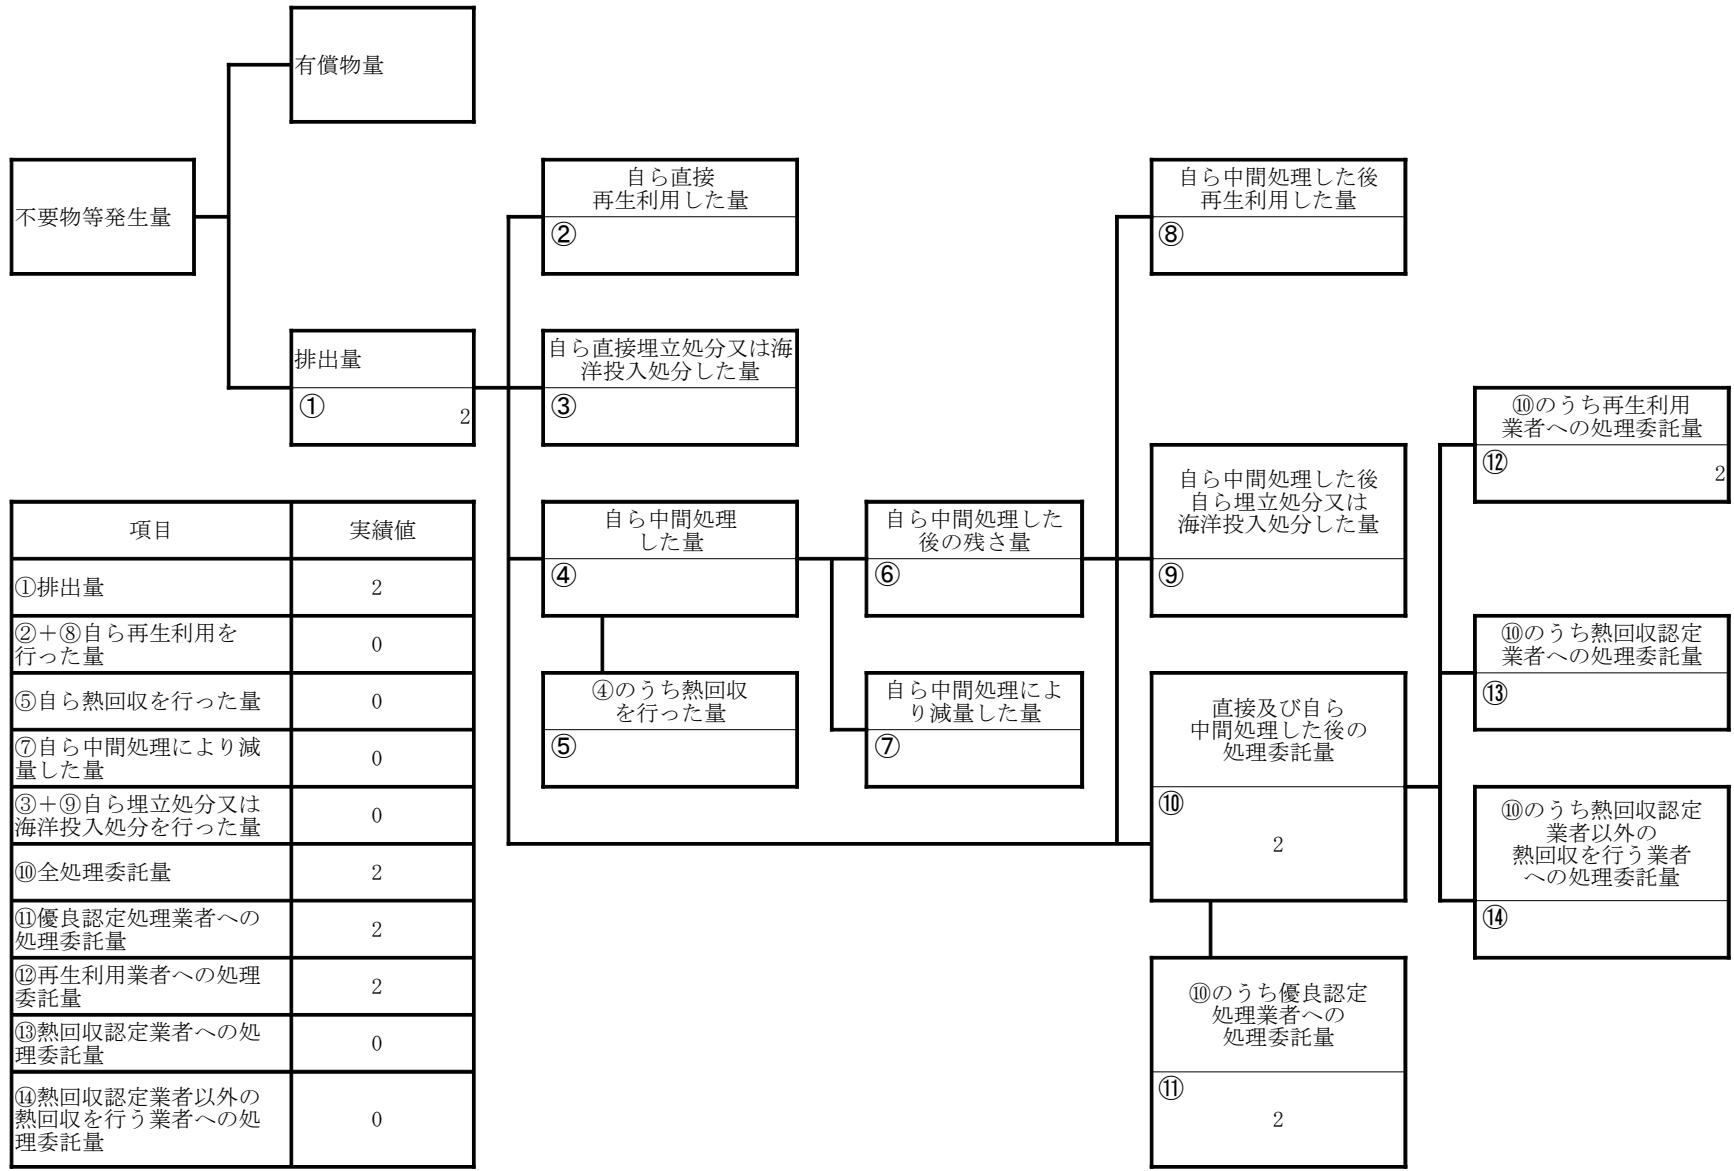 有償物量
不要物等発生量
自ら直接
再生利用した量
②
自ら中間処理した後
再生利用した量
⑧
排出量
①
2
自ら直接埋立処分又は海
洋投入処分した量
③
⑩のうち再生利用
業者への処理委託量
⑫
2
自ら中間処理
した量
④
自ら中間処理した
後の残さ量
⑥
自ら中間処理した後
自ら埋立処分又は
海洋投入処分した量
⑨
⑩のうち熱回収認定
業者への処理委託量
⑬
④のうち熱回収
を行った量
⑤
自ら中間処理によ
り減量した量
⑦
直接及び自ら
中間処理した後の
処理委託量
⑩
2
⑩のうち熱回収認定
業者以外の
熱回収を行う業者
への処理委託量
⑭
⑩のうち優良認定
処理業者への
処理委託量
⑪
2
項目 実績値
①排出量 2
②＋⑧自ら再生利用を
行った量 0
⑤自ら熱回収を行った量 0
⑦自ら中間処理により減
量した量 0
③＋⑨自ら埋立処分又は
海洋投入処分を行った量 0
⑩全処理委託量 2
⑪優良認定処理業者への
処理委託量 2
⑫再生利用業者への処理
委託量 2
⑬熱回収認定業者への処
理委託量 0
⑭熱回収認定業者以外の
熱回収を行う業者への処
理委託量 0